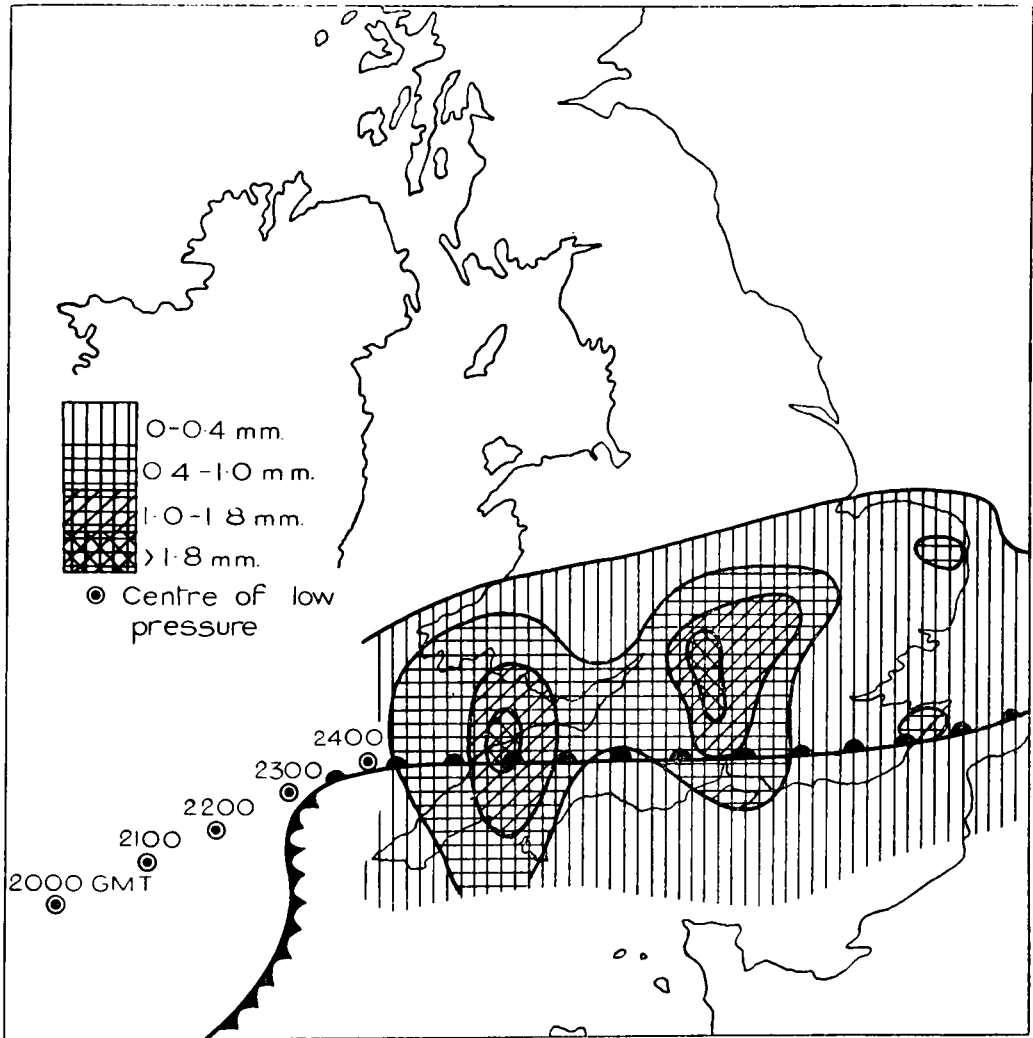 0-0·4 mm.
0·4-1·0 mm.
1·0-1·8 mm.
>1·8 mm.
Centre of low
pressure
2400
2300
2200
2100
2000 GMT